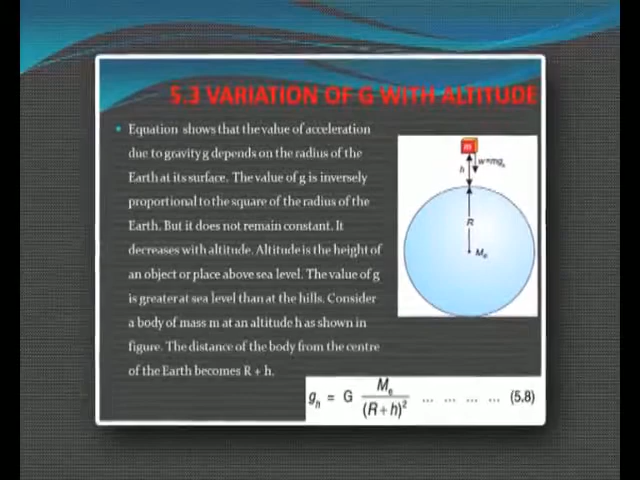 5.3 VARIATION OF G WITH ALTITUDE
Equation shows that the value of acceleration
due to gravity g depends on the radius of the
Earth at its surface. The value of g is inversely
proportional to the square of the radius of the
Earth. But it does not remain constant. It
decreases with altitude. Altitude is the height of
an object or place above sea level. The value of g
is greater at sea level than at the hills. Consider
a body of mass m at an altitude h as shown in
figure. The distance of the body from the centre
of the Earth becomes R + h.
m
w=mgₕ
h
R
Mₑ
gₕ = G Mₑ/(R+h)² ... ... ... ... (5.8)